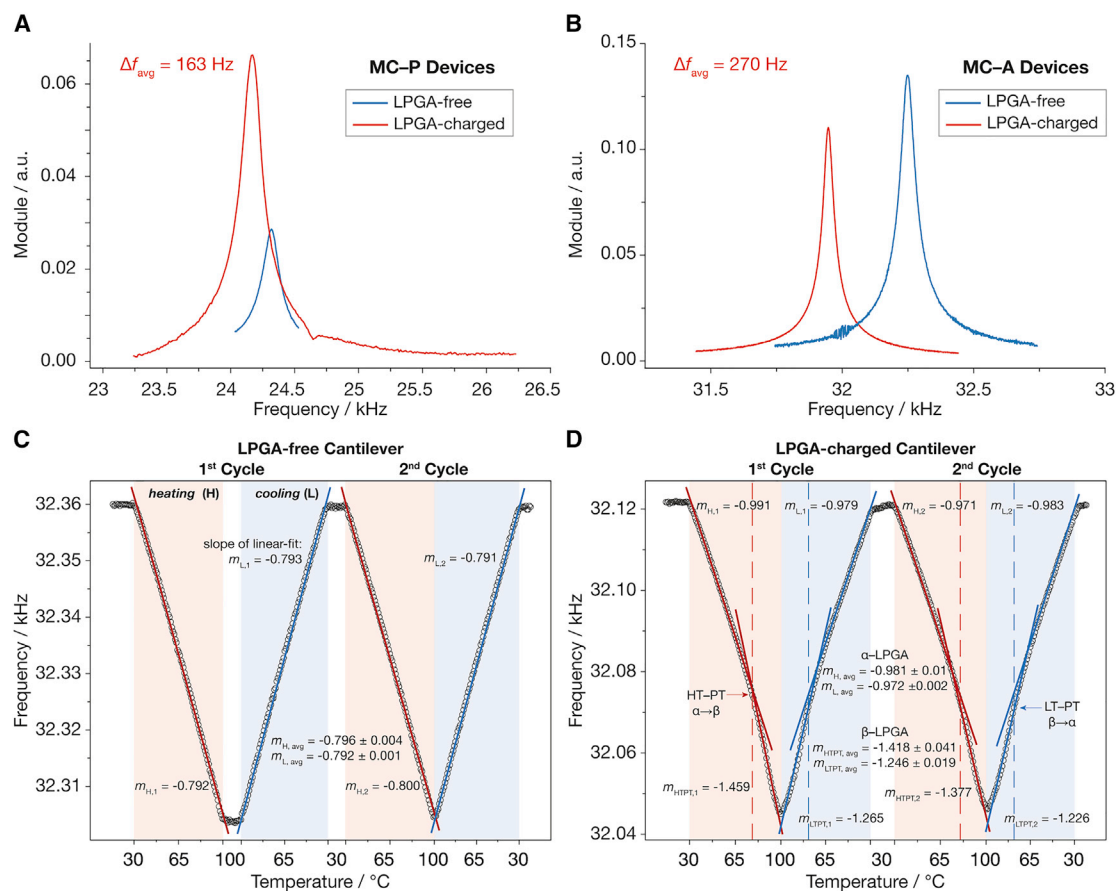 A
Δf avg = 163 Hz
MC–P Devices
LPGA-free
LPGA-charged
Module / a.u.
0.06
0.04
0.02
0.00
23
23.5
24
24.5
25
25.5
26
26.5
Frequency / kHz
B
Δf avg = 270 Hz
MC–A Devices
LPGA-free
LPGA-charged
Module / a.u.
0.15
0.10
0.05
0.00
31.5
32
32.5
33
Frequency / kHz
C
LPGA-free Cantilever
1st Cycle
2nd Cycle
heating (H)
cooling (L)
slope of linear-fit:
mL,1 = -0.793
mL,2 = -0.791
mH, avg = -0.796 ± 0.004
mL, avg = -0.792 ± 0.001
mH,1 = -0.792
mH,2 = -0.800
Frequency / kHz
32.36
32.35
32.34
32.33
32.32
32.31
30
65
100
65
30
65
100
65
30
Temperature / °C
D
LPGA-charged Cantilever
1st Cycle
2nd Cycle
mH,1 = -0.991
mL,1 = -0.979
mH,2 = -0.971
mL,2 = -0.983
α–LPGA
mH, avg = -0.981 ± 0.01
mL, avg = -0.972 ± 0.002
HT–PT
α→β
LT–PT
β→α
β–LPGA
mHTPT, avg = -1.418 ± 0.041
mLTPT, avg = -1.246 ± 0.019
mHTPT,1 = -1.459
mHTPT,2 = -1.377
mLTPT,1 = -1.265
mLTPT,2 = -1.226
Frequency / kHz
32.12
32.10
32.08
32.06
32.04
30
65
100
65
30
65
100
65
30
Temperature / °C